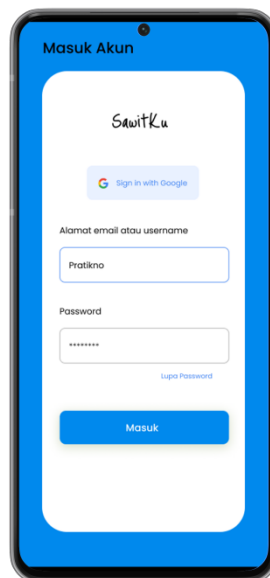 Masuk Akun
SawitKu
Sign in with Google
Alamat email atau username
Pratikno
Password
********
Lupa Password
Masuk